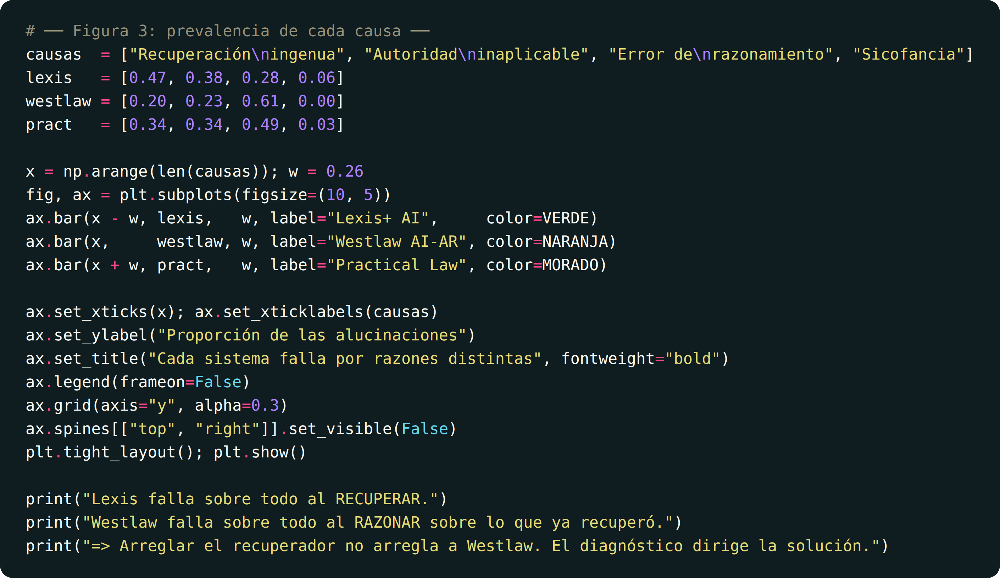 # ── Figura 3: prevalencia de cada causa ──
causas  = ["Recuperación\ningenua", "Autoridad\ninaplicable", "Error de\nrazonamiento", "Sicofancia"]
lexis   = [0.47, 0.38, 0.28, 0.06]
westlaw = [0.20, 0.23, 0.61, 0.00]
pract   = [0.34, 0.34, 0.49, 0.03]

x = np.arange(len(causas)); w = 0.26
fig, ax = plt.subplots(figsize=(10, 5))
ax.bar(x - w, lexis,   w, label="Lexis+ AI",     color=VERDE)
ax.bar(x,     westlaw, w, label="Westlaw AI-AR", color=NARANJA)
ax.bar(x + w, pract,   w, label="Practical Law", color=MORADO)

ax.set_xticks(x); ax.set_xticklabels(causas)
ax.set_ylabel("Proporción de las alucinaciones")
ax.set_title("Cada sistema falla por razones distintas", fontweight="bold")
ax.legend(frameon=False)
ax.grid(axis="y", alpha=0.3)
ax.spines[["top", "right"]].set_visible(False)
plt.tight_layout(); plt.show()

print("Lexis falla sobre todo al RECUPERAR.")
print("Westlaw falla sobre todo al RAZONAR sobre lo que ya recuperó.")
print("=> Arreglar el recuperador no arregla a Westlaw. El diagnóstico dirige la solución.")